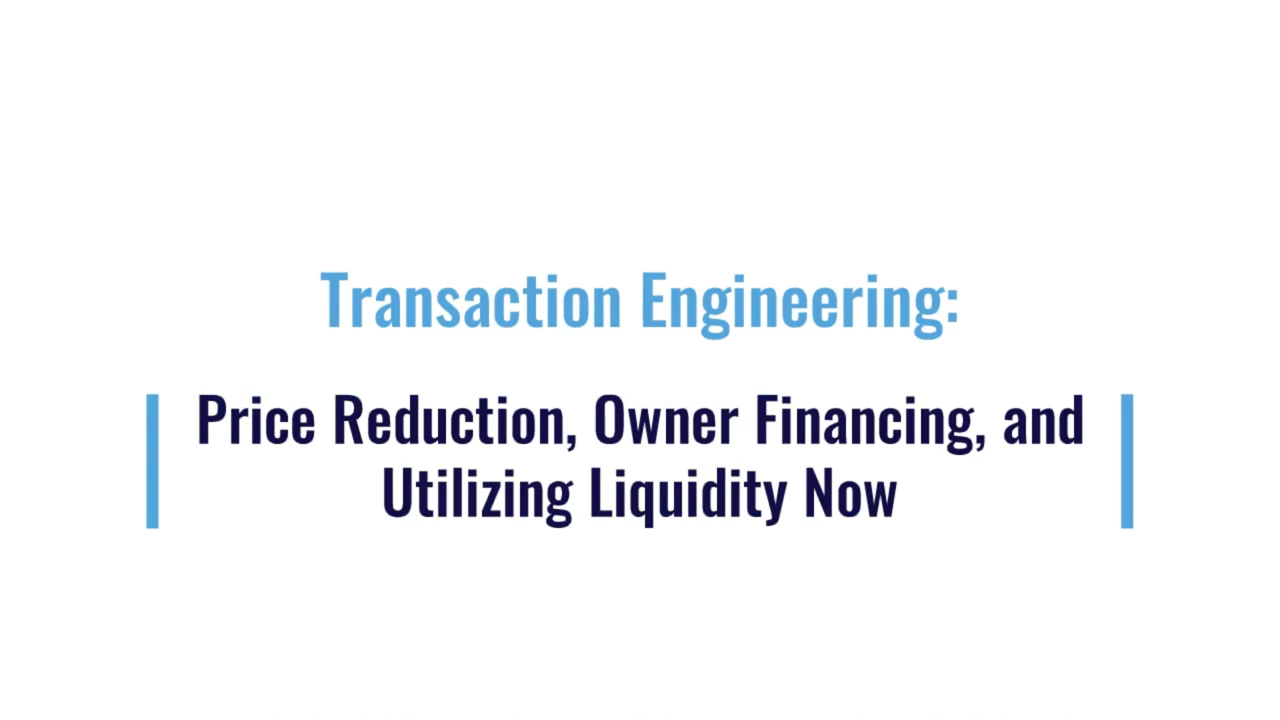 Transaction Engineering:
Price Reduction, Owner Financing, and
Utilizing Liquidity Now